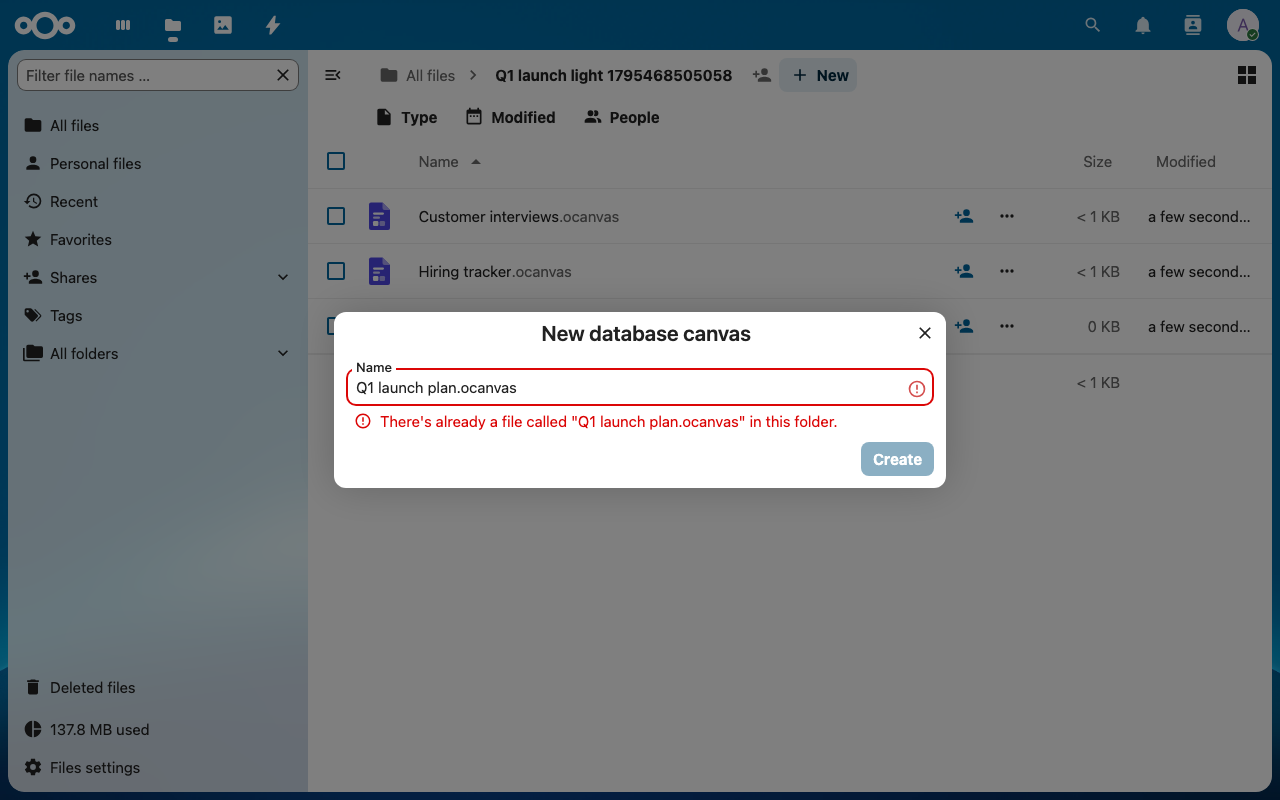 A
Filter file names ...
All files
Q1 launch light 1795468505058
New
Type
Modified
People
All files
Personal files
Recent
Favorites
Shares
Tags
All folders
Name
Size
Modified
Customer interviews.ocanvas
< 1 KB
a few second...
Hiring tracker.ocanvas
< 1 KB
a few second...
0 KB
a few second...
< 1 KB
New database canvas
Name
Q1 launch plan.ocanvas
There's already a file called "Q1 launch plan.ocanvas" in this folder.
Create
Deleted files
137.8 MB used
Files settings